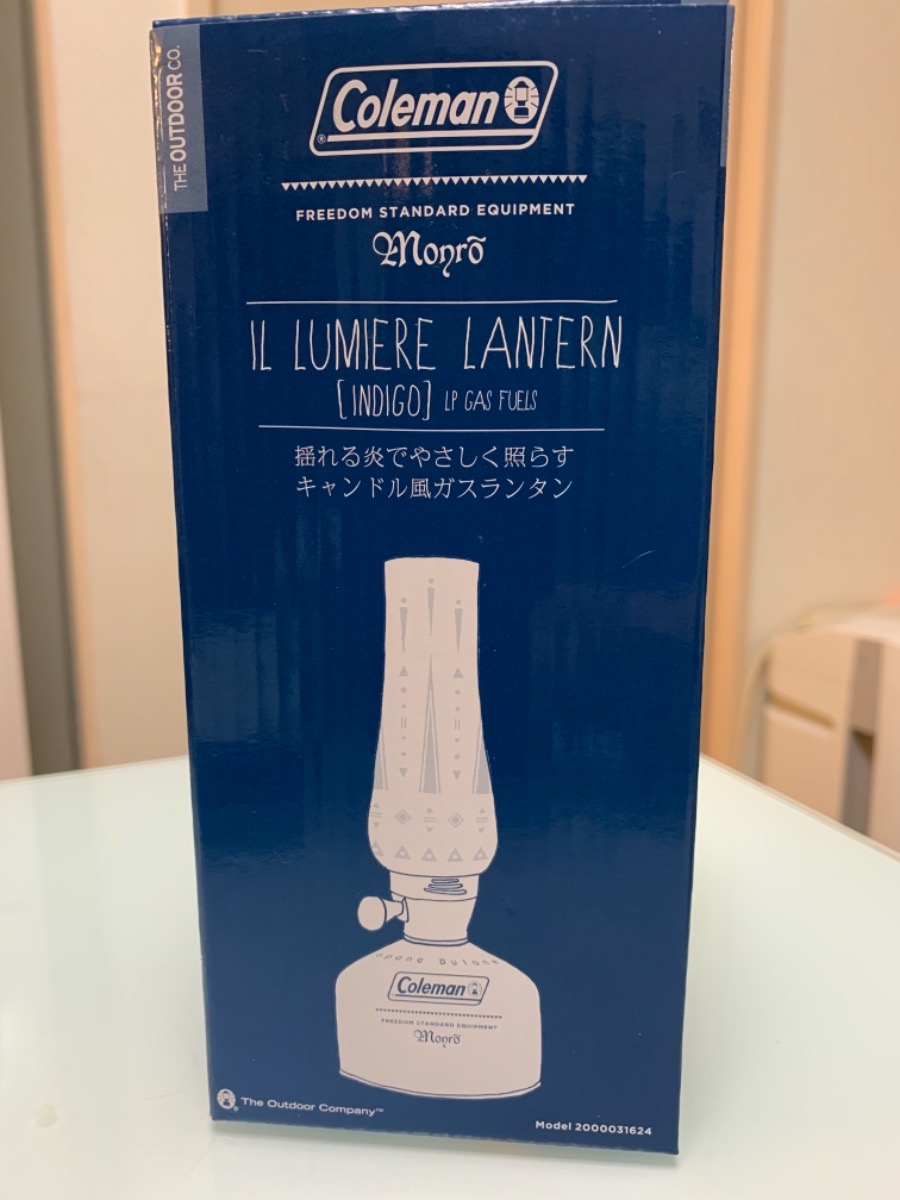 THE OUTDOOR CO.
Coleman
FREEDOM STANDARD EQUIPMENT
Monrō
IL LUMIERE LANTERN
[INDIGO] LP GAS FUELS
揺れる炎でやさしく照らす
キャンドル風ガスランタン
Coleman
FREEDOM STANDARD EQUIPMENT
Monrō
The Outdoor Company™
Model 2000031624